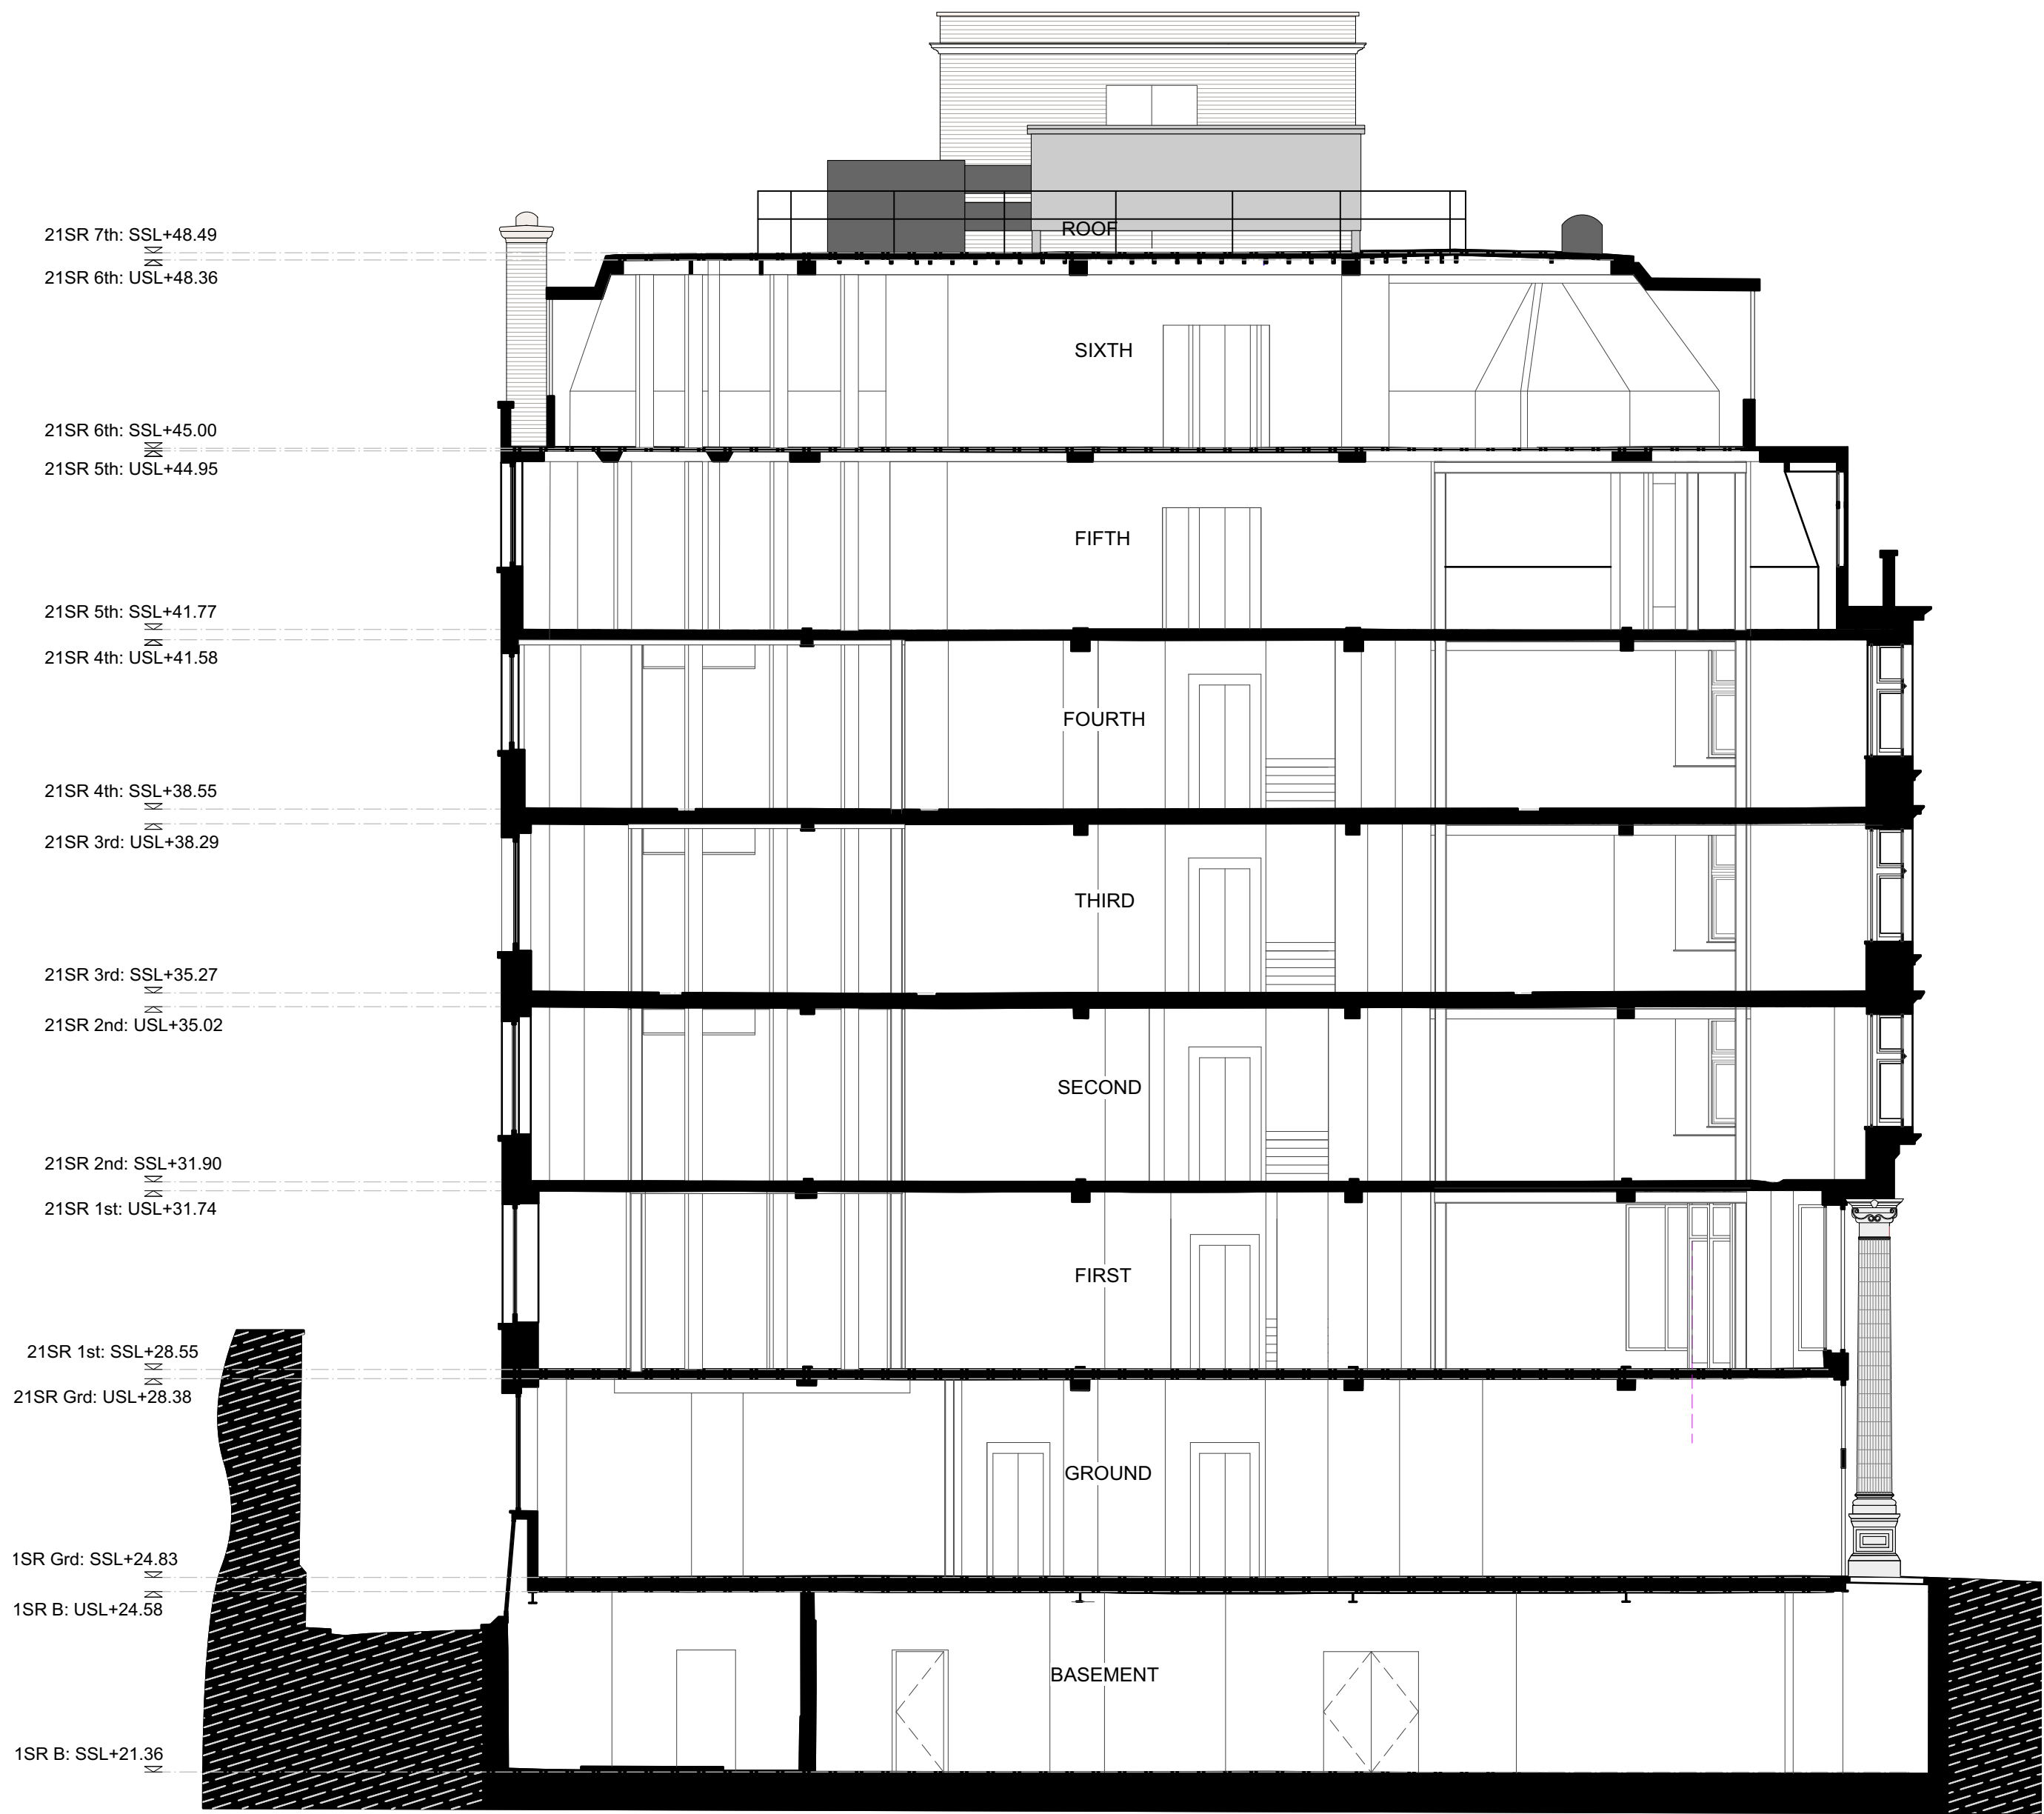 ROOF
21SR 7th: SSL+48.49
21SR 6th: USL+48.36
SIXTH
21SR 6th: SSL+45.00
21SR 5th: USL+44.95
FIFTH
21SR 5th: SSL+41.77
21SR 4th: USL+41.58
FOURTH
21SR 4th: SSL+38.55
21SR 3rd: USL+38.29
THIRD
21SR 3rd: SSL+35.27
21SR 2nd: USL+35.02
SECOND
21SR 2nd: SSL+31.90
21SR 1st: USL+31.74
FIRST
21SR 1st: SSL+28.55
21SR Grd: USL+28.38
GROUND
1SR Grd: SSL+24.83
1SR B: USL+24.58
BASEMENT
1SR B: SSL+21.36